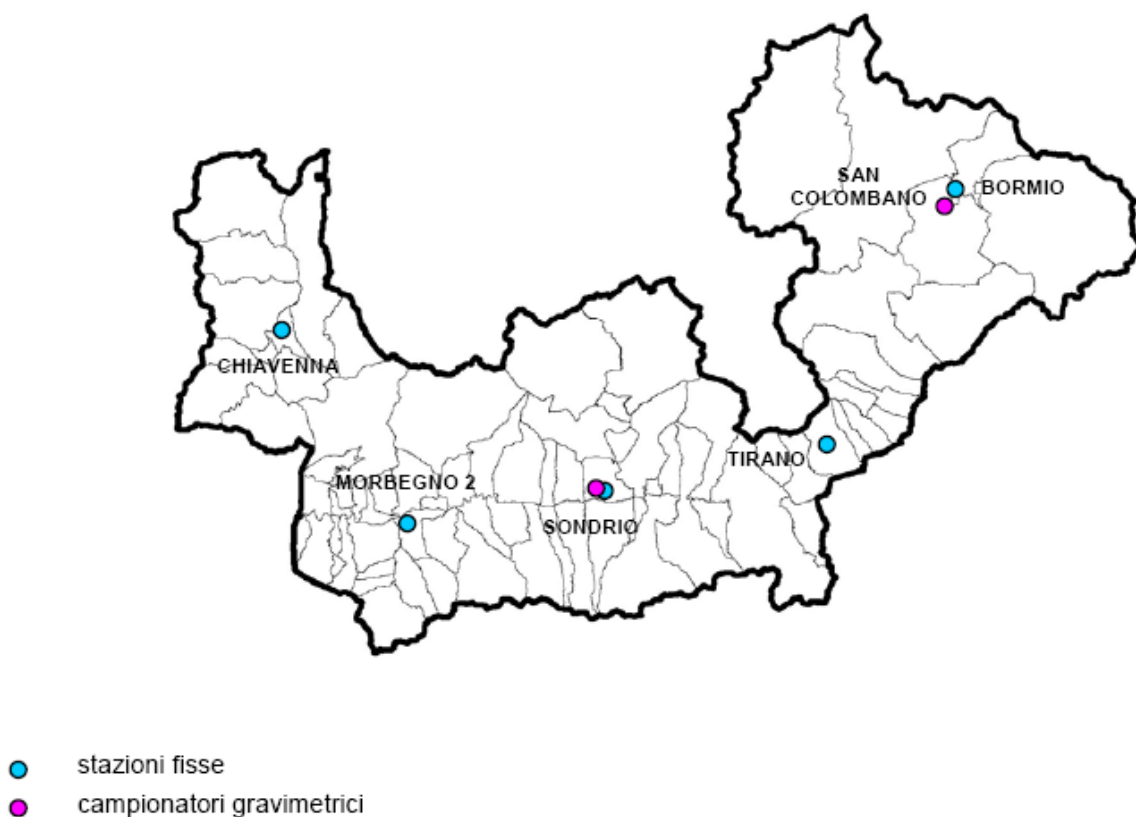 SAN
COLOMBANO
BORMIO
CHIAVENNA
TIRANO
MORBEGNO 2
SONDRIO
stazioni fisse
campionatori gravimetrici